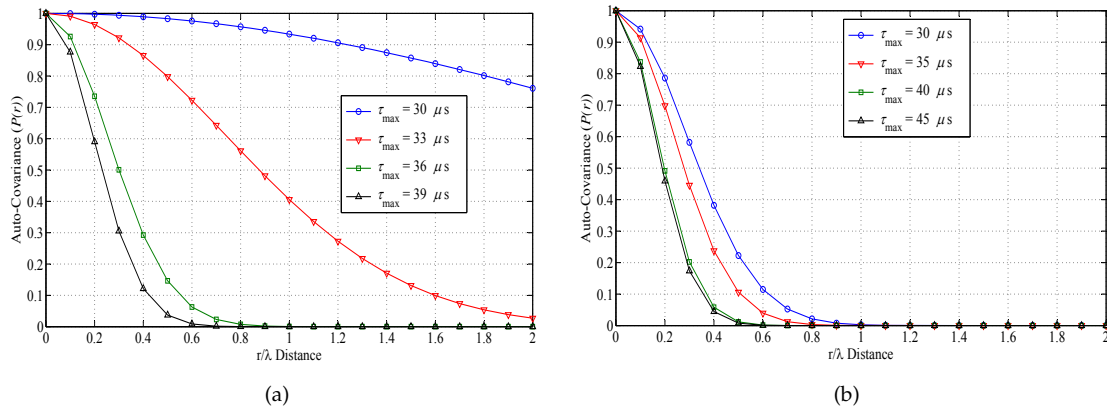 1
0.9
0.8
0.7
0.6
0.5
0.4
0.3
0.2
0.1
0
Auto-Covariance (P(r))
0 0.2 0.4 0.6 0.8 1 1.2 1.4 1.6 1.8 2
r/λ Distance
τmax = 30 μs
τmax = 33 μs
τmax = 36 μs
τmax = 39 μs
(a)
1
0.9
0.8
0.7
0.6
0.5
0.4
0.3
0.2
0.1
0
Auto-Covariance (P(r))
0 0.2 0.4 0.6 0.8 1 1.2 1.4 1.6 1.8 2
r/λ Distance
τmax = 30 μs
τmax = 35 μs
τmax = 40 μs
τmax = 45 μs
(b)